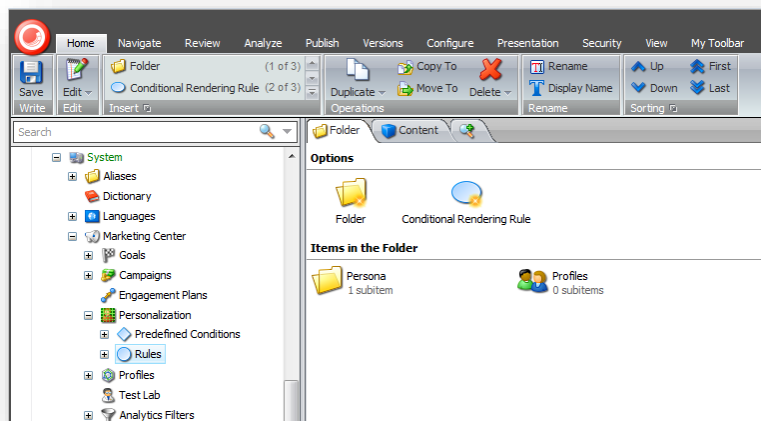 Home Navigate Review Analyze Publish Versions Configure Presentation Security View My Toolbar
Folder (1 of 3) Copy To Rename Up First
Save Edit Conditional Rendering Rule (2 of 3) Duplicate Move To Delete Display Name Down Last
Write Edit Insert Operations Rename Sorting
Search Folder Content
System Options
Aliases
Dictionary
Languages Folder Conditional Rendering Rule
Marketing Center
Goals Items in the Folder
Campaigns Persona Profiles
Engagement Plans 1 subitem 0 subitems
Personalization
Predefined Conditions
Rules
Profiles
Test Lab
Analytics Filters